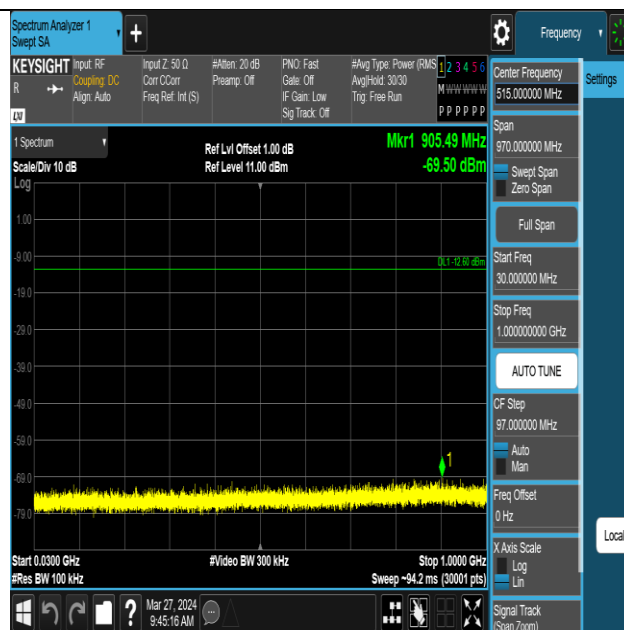 Spectrum Analyzer 1
Swept SA
+
Frequency
KEYSIGHT
R
LXI
Input: RF
Coupling: DC
Align: Auto
Input Z: 50 Ω
Corr CCorr
Freq Ref: Int (S)
#Atten: 20 dB
Preamp: Off
PNO: Fast
Gate: Off
IF Gain: Low
Sig Track: Off
#Avg Type: Power (RMS
Avg|Hold: 30/30
Trig: Free Run
1 2 3 4 5 6
M W W W W W
P P P P P P
1 Spectrum
Scale/Div 10 dB
Log
Ref Lvl Offset 1.00 dB
Ref Level 11.00 dBm
Mkr1 905.49 MHz
-69.50 dBm
1.00
-9.00
-19.0
-29.0
-39.0
-49.0
-59.0
-69.0
-79.0
DL1 -12.60 dBm
1
Start 0.0300 GHz
#Res BW 100 kHz
#Video BW 300 kHz
Stop 1.0000 GHz
Sweep ~94.2 ms (30001 pts)
?
Mar 27, 2024
9:45:16 AM
Center Frequency
515.000000 MHz
Span
970.000000 MHz
Swept Span
Zero Span
Full Span
Start Freq
30.000000 MHz
Stop Freq
1.000000000 GHz
AUTO TUNE
CF Step
97.000000 MHz
Auto
Man
Freq Offset
0 Hz
X Axis Scale
Log
Lin
Signal Track
(Span Zoom)
Settings
Local